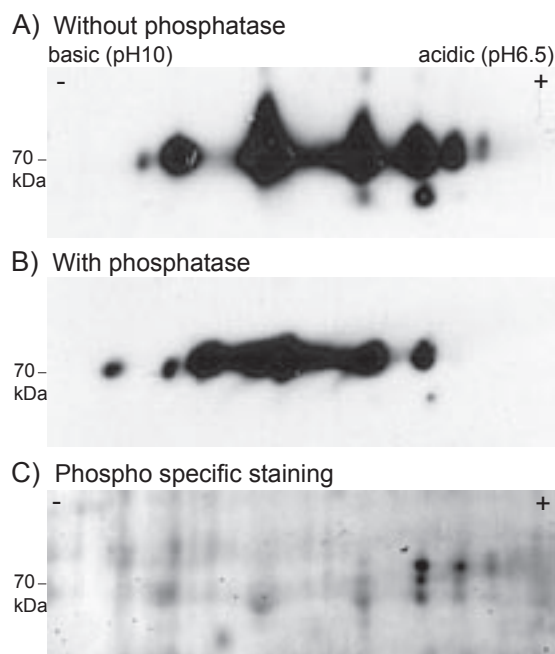 A) Without phosphatase
basic (pH10) acidic (pH6.5)
- +
70 –
kDa
B) With phosphatase
70 –
kDa
C) Phospho specific staining
- +
70 –
kDa